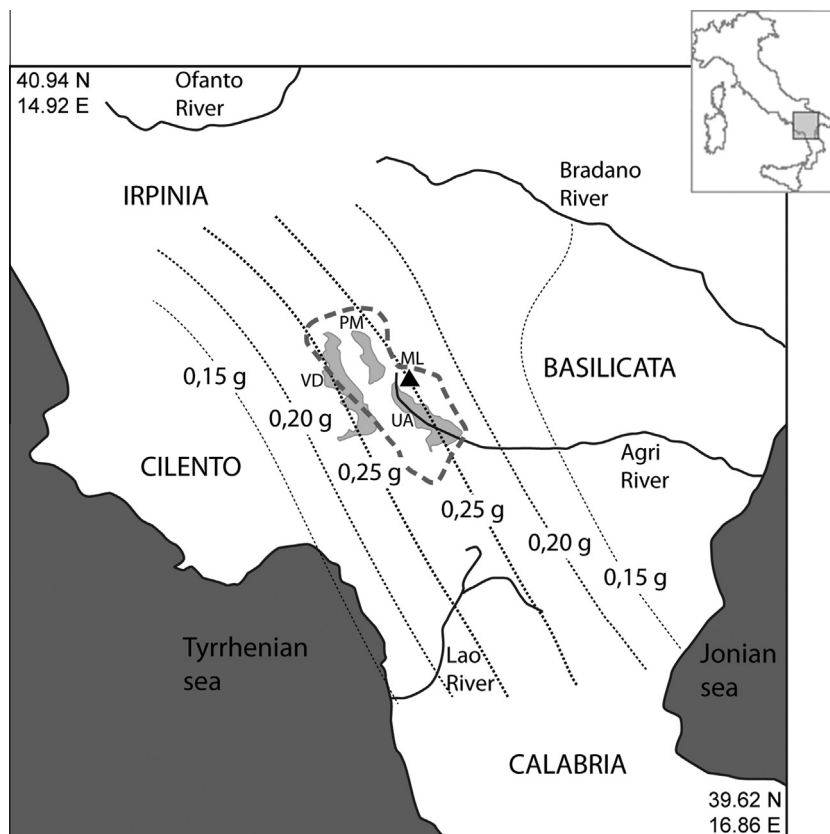 40.94 N
14.92 E
Ofanto
River
Bradano
River
IRPINIA
PM
ML
BASILICATA
0,15 g
VD
0,20 g
UA
CILENTO
0,25 g
Agri
River
0,25 g
0,20 g
0,15 g
Tyrrhenian
sea
Lao
River
Jonian
sea
CALABRIA
39.62 N
16.86 E